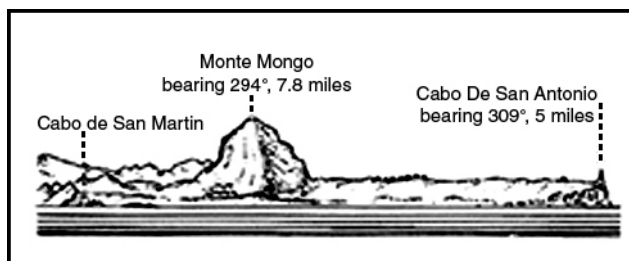 Monte Mongo
bearing 294°, 7.8 miles
Cabo De San Antonio
bearing 309°, 5 miles
Cabo de San Martin